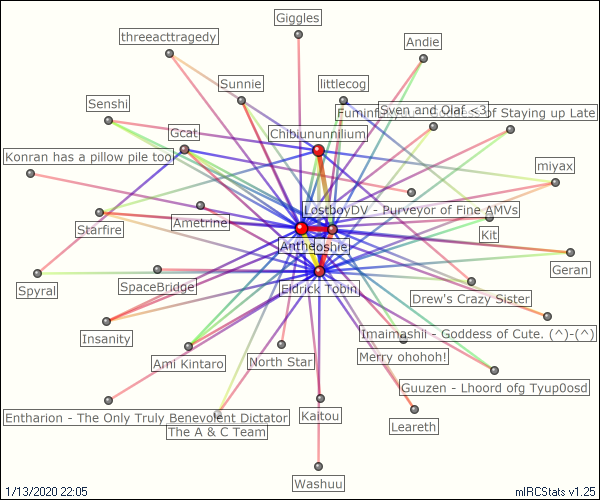 Giggles
threeacttragedy
Andie
Sunnie
littlecog
Senshi
Sven and Olaf <3
of Staying up Late
Gcat
Chibiununnilium
Konran has a pillow pile too
miyax
LostboyDV - Purveyor of Fine AMVs
Starfire
Ametrine
Kit
Geran
Spyral
SpaceBridge
Eldrick Tobin
Drew's Crazy Sister
Insanity
Imaimashii - Goddess of Cute. (^)-(^)
Ami Kintaro
North Star
Merry ohohoh!
Guuzen - Lhoord ofg Tyup0osd
Entharion - The Only Truly Benevolent Dictator
Kaitou
Leareth
The A & C Team
Washuu
1/13/2020 22:05
mIRCStats v1.25